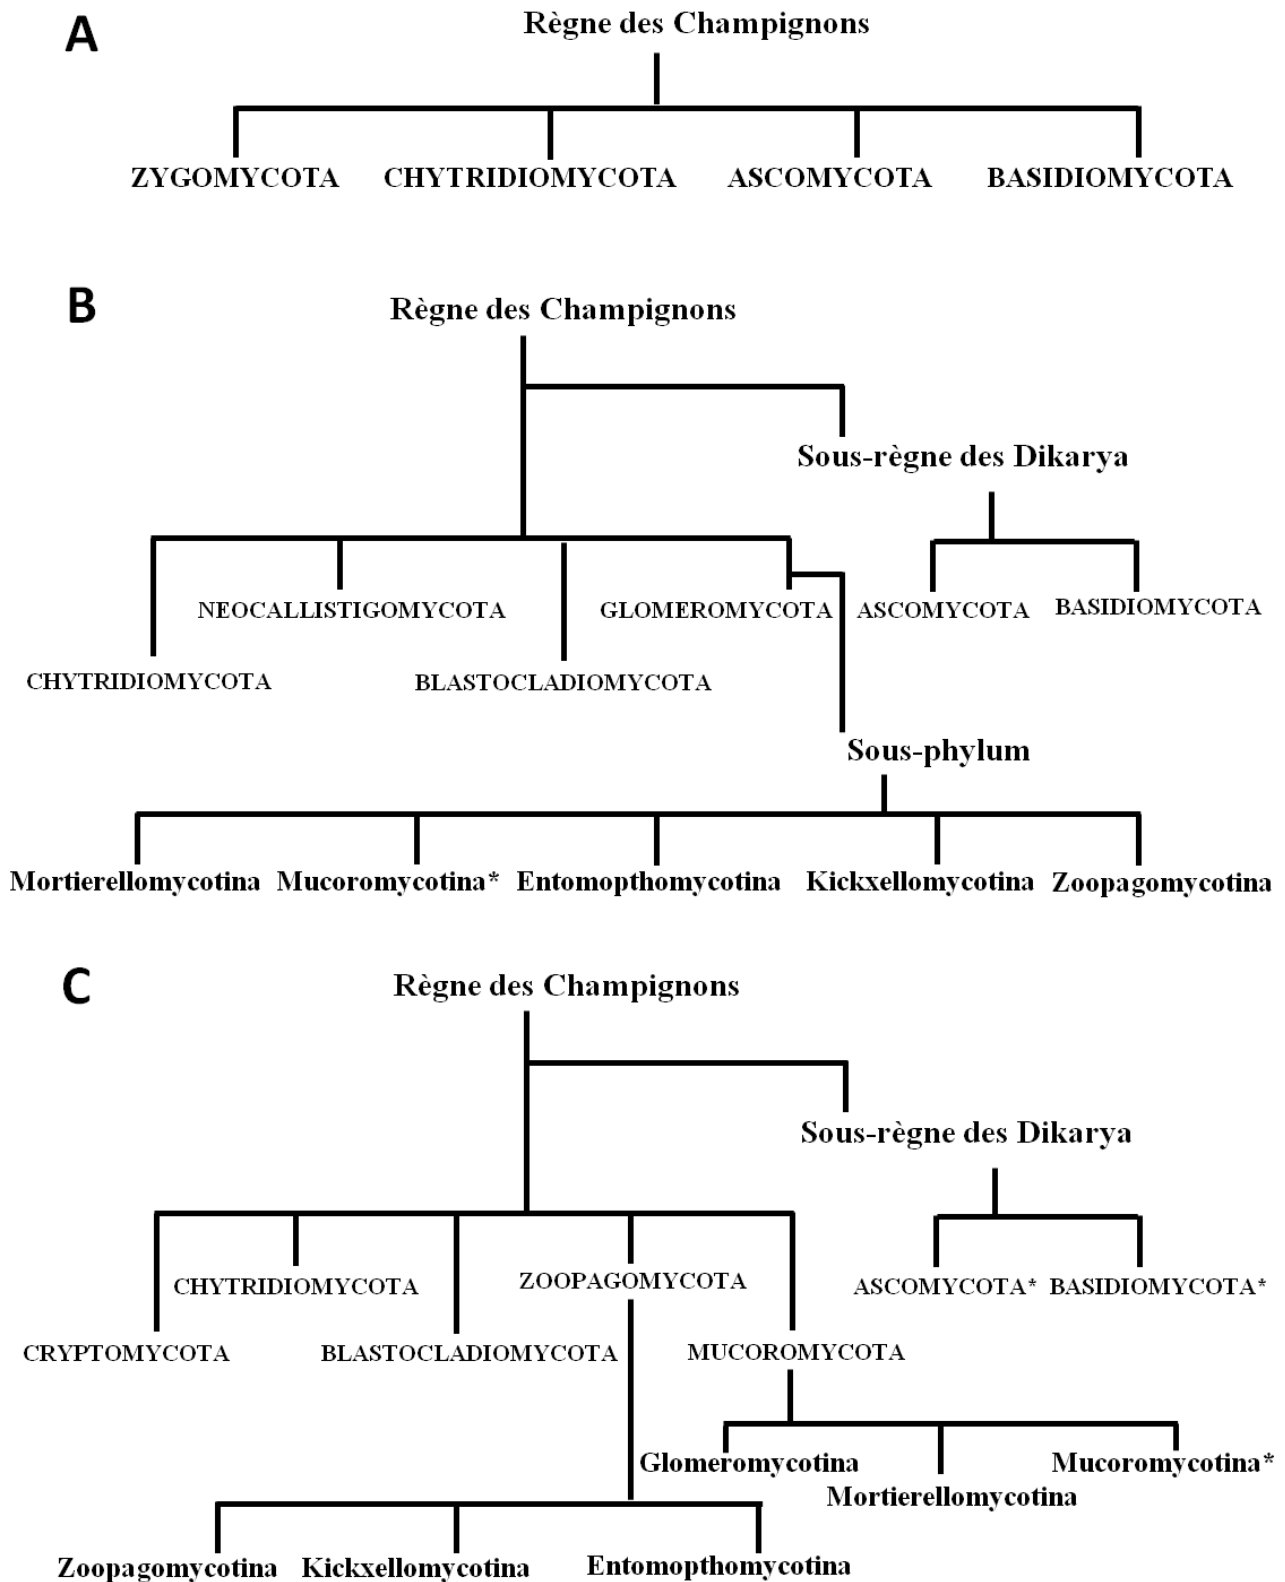 A
Règne des Champignons
ZYGOMYCOTA CHYTRIDIOMYCOTA ASCOMYCOTA BASIDIOMYCOTA
B
Règne des Champignons
Sous-règne des Dikarya
NEOCALLISTIGOMYCOTA GLOMEROMYCOTA ASCOMYCOTA BASIDIOMYCOTA
CHYTRIDIOMYCOTA BLASTOCLADIOMYCOTA
Sous-phylum
Mortierellomycotina Mucoromycotina* Entomopthomycotina Kickxellomycotina Zoopagomycotina
C
Règne des Champignons
Sous-règne des Dikarya
CHYTRIDIOMYCOTA ZOOPAGOMYCOTA ASCOMYCOTA* BASIDIOMYCOTA*
CRYPTOMYCOTA BLASTOCLADIOMYCOTA MUCOROMYCOTA
Glomeromycotina Mucoromycotina*
Mortierellomycotina
Zoopagomycotina Kickxellomycotina Entomopthomycotina